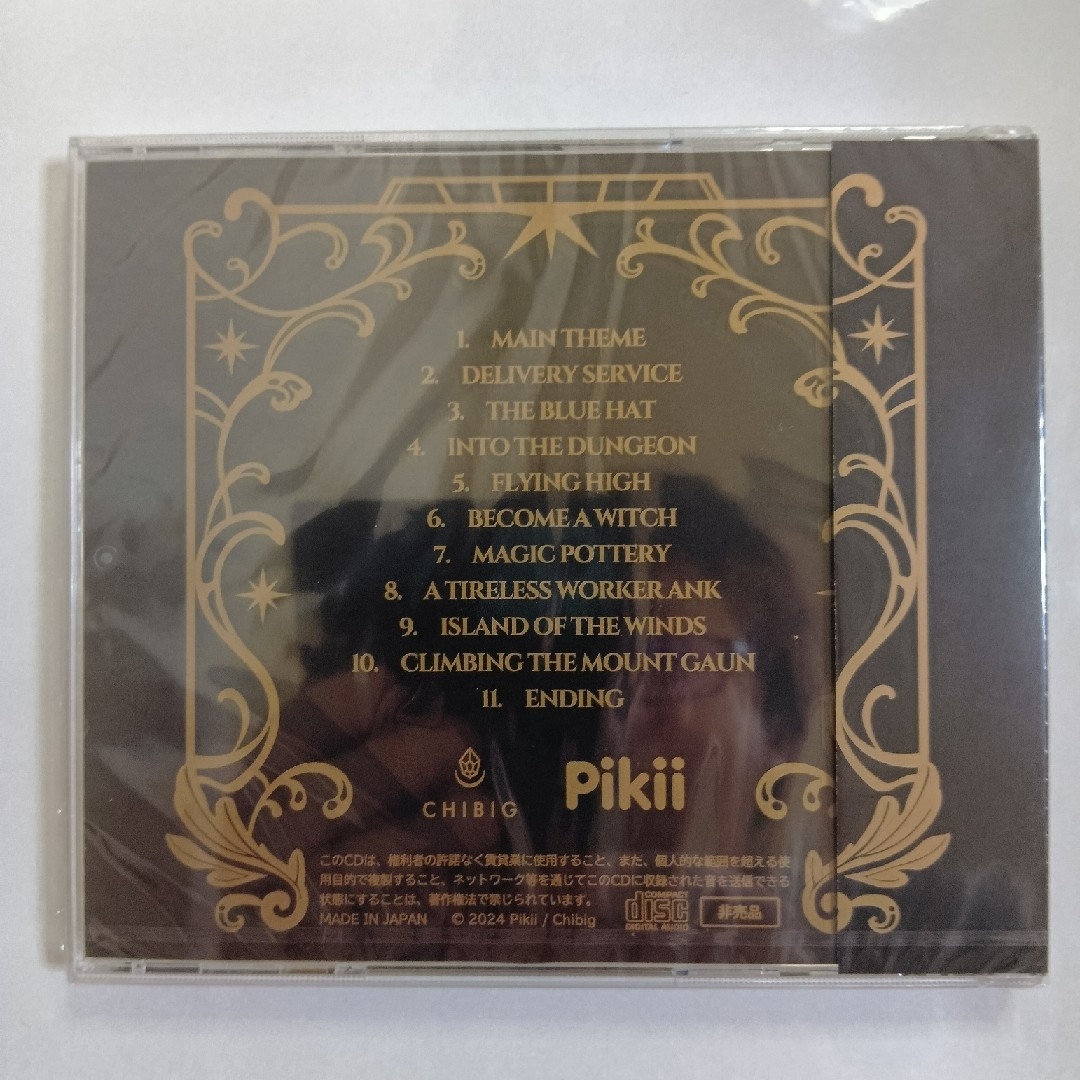 1. MAIN THEME
2. DELIVERY SERVICE
3. THE BLUE HAT
4. INTO THE DUNGEON
5. FLYING HIGH
6. BECOME A WITCH
7. MAGIC POTTERY
8. A TIRELESS WORKER ANK
9. ISLAND OF THE WINDS
10. CLIMBING THE MOUNT GAUN
11. ENDING
CHIBIG Pikii
このCDは、権利者の許諾なく賃貸業に使用すること、また、個人的な範囲を超える使
用目的で複製すること、ネットワーク等を通じてこのCDに収録された音を送信できる
状態にすることは、著作権法で禁じられています。
MADE IN JAPAN © 2024 Pikii / Chibig
COMPACT disc DIGITAL AUDIO 非売品